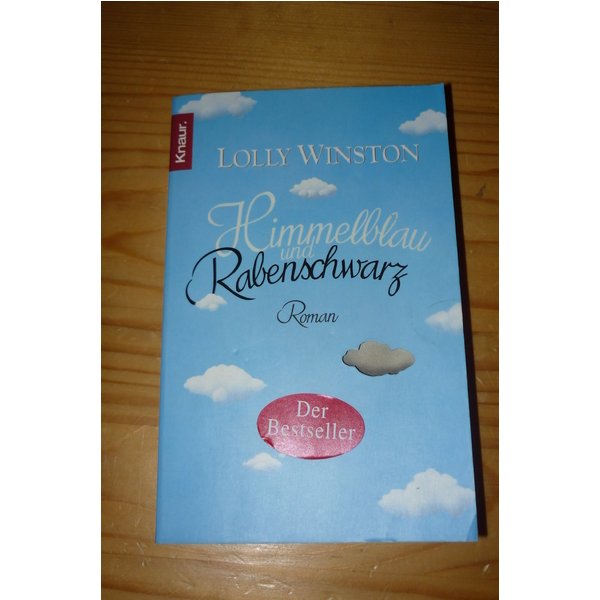 Knaur.
LOLLY WINSTON
Himmelblau
und
Rabenschwarz
Roman
Der
Bestseller